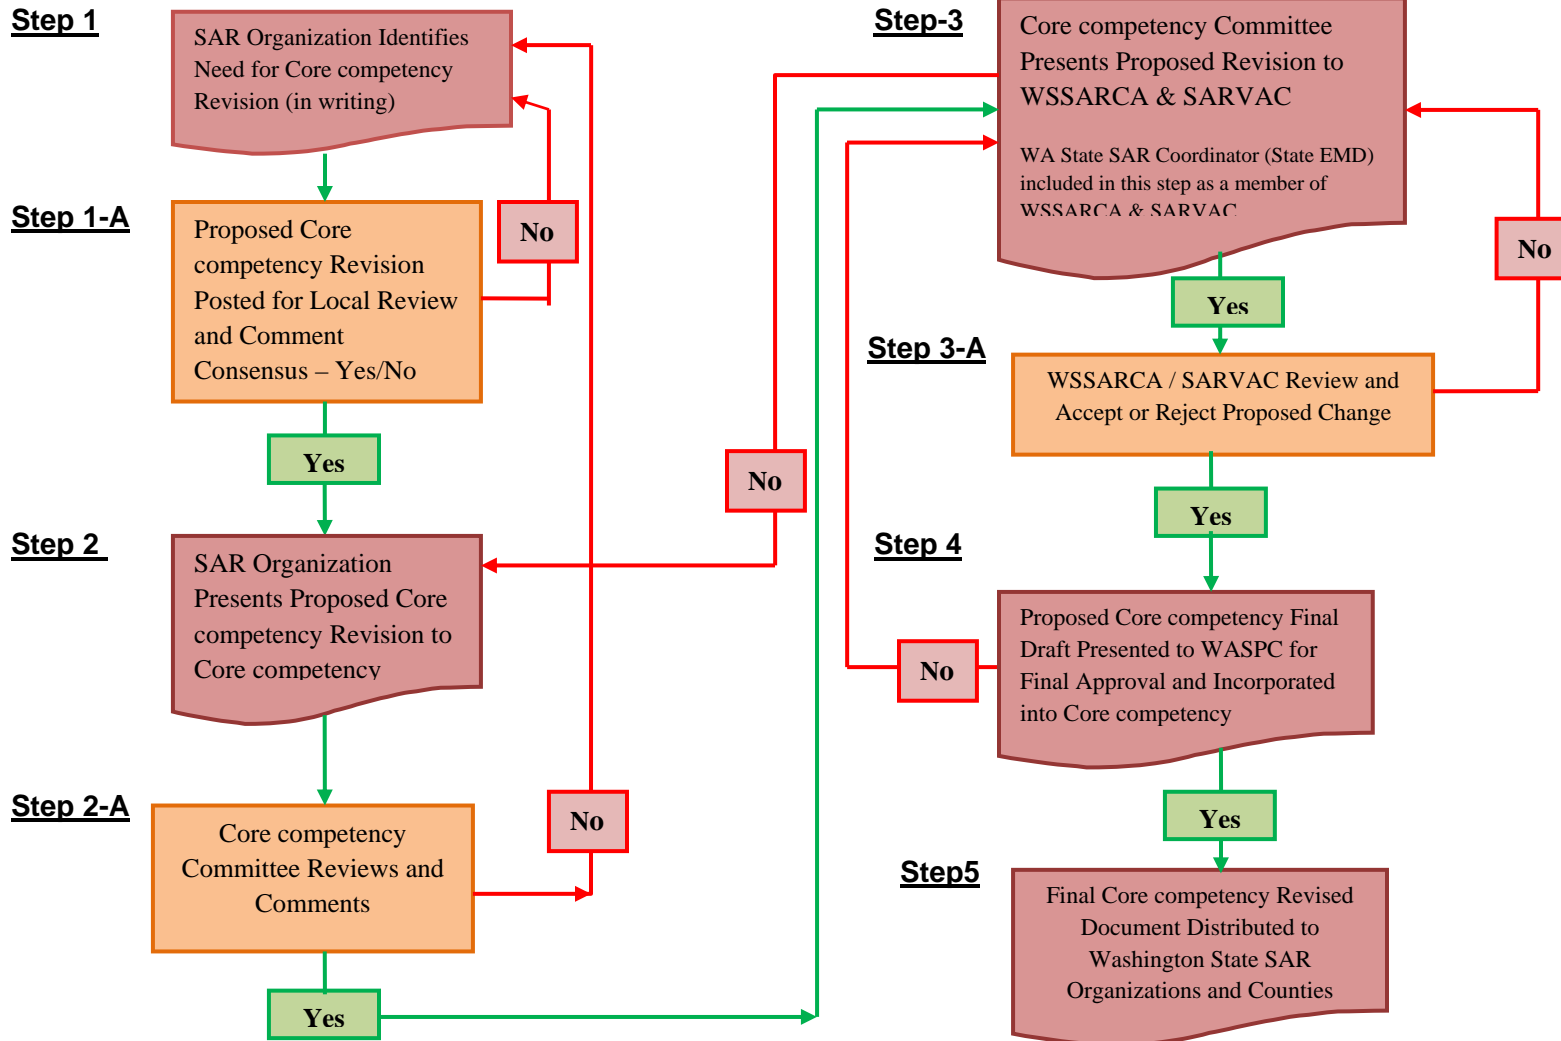 Step 1
SAR Organization Identifies
Need for Core competency
Revision (in writing)
Step 1-A
Proposed Core
competency Revision
Posted for Local Review
and Comment
Consensus – Yes/No
No
Yes
Step 2
SAR Organization
Presents Proposed Core
competency Revision to
Core competency
Step 2-A
Core competency
Committee Reviews and
Comments
No
Yes
No
Step-3
Core competency Committee
Presents Proposed Revision to
WSSARCA & SARVAC
WA State SAR Coordinator (State EMD)
included in this step as a member of
WSSARCA & SARVAC
No
Yes
Step 3-A
WSSARCA / SARVAC Review and
Accept or Reject Proposed Change
Yes
Step 4
Proposed Core competency Final
Draft Presented to WASPC for
Final Approval and Incorporated
into Core competency
No
Yes
Step5
Final Core competency Revised
Document Distributed to
Washington State SAR
Organizations and Counties